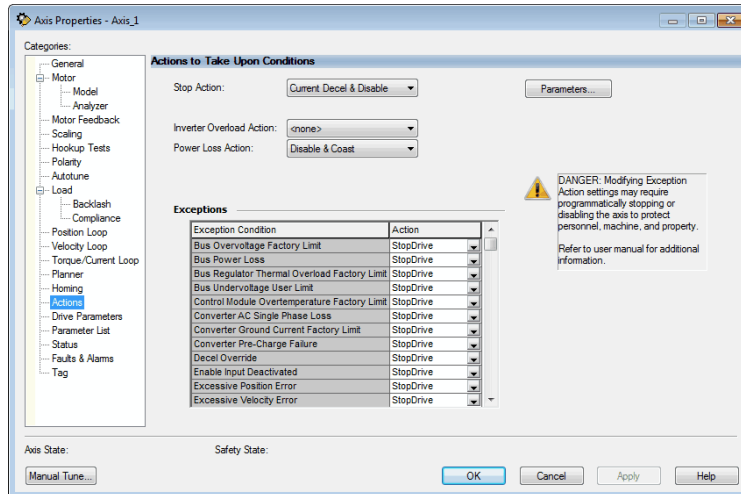 Axis Properties - Axis_1
Categories:
General
Motor
Model
Analyzer
Motor Feedback
Scaling
Hookup Tests
Polarity
Autotune
Load
Backlash
Compliance
Position Loop
Velocity Loop
Torque/Current Loop
Planner
Homing
Actions
Drive Parameters
Parameter List
Status
Faults & Alarms
Tag
Actions to Take Upon Conditions
Stop Action: Current Decel & Disable
Parameters...
Inverter Overload Action: <none>
Power Loss Action: Disable & Coast
DANGER: Modifying Exception
Action settings may require
programmatically stopping or
disabling the axis to protect
personnel, machine, and property.
Refer to user manual for additional
information.
Exceptions
Exception Condition Action
Bus Overvoltage Factory Limit StopDrive
Bus Power Loss StopDrive
Bus Regulator Thermal Overload Factory Limit StopDrive
Bus Undervoltage User Limit StopDrive
Control Module Overtemperature Factory Limit StopDrive
Converter AC Single Phase Loss StopDrive
Converter Ground Current Factory Limit StopDrive
Converter Pre-Charge Failure StopDrive
Decel Override StopDrive
Enable Input Deactivated StopDrive
Excessive Position Error StopDrive
Excessive Velocity Error StopDrive
Axis State: Safety State:
Manual Tune... OK Cancel Apply Help